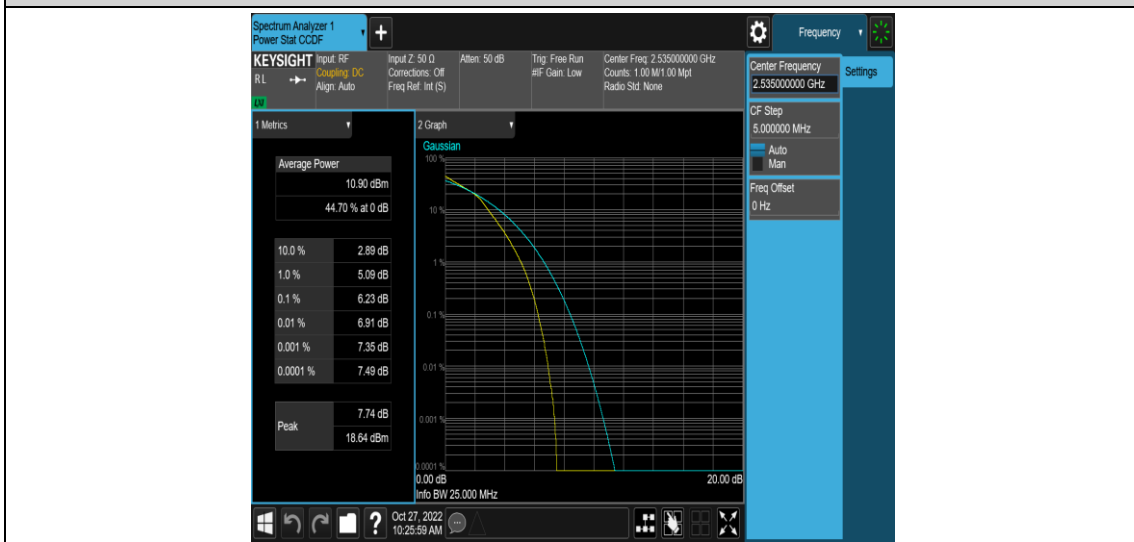 Spectrum Analyzer 1
Power Stat CCDF
+
Frequency
KEYSIGHT
RL
LXI
Input: RF
Coupling: DC
Align: Auto
Input Z: 50 Ω
Corrections: Off
Freq Ref: Int (S)
Atten: 50 dB
Trig: Free Run
#IF Gain: Low
Center Freq: 2.535000000 GHz
Counts: 1.00 M/1.00 Mpt
Radio Std: None
Center Frequency
2.535000000 GHz
Settings
CF Step
5.000000 MHz
Auto
Man
Freq Offset
0 Hz
1 Metrics
Average Power
10.90 dBm
44.70 % at 0 dB
10.0 % 2.89 dB
1.0 % 5.09 dB
0.1 % 6.23 dB
0.01 % 6.91 dB
0.001 % 7.35 dB
0.0001 % 7.49 dB
Peak
7.74 dB
18.64 dBm
2 Graph
Gaussian
100 %
10 %
1 %
0.1 %
0.01 %
0.001 %
0.0001 %
0.00 dB 20.00 dB
Info BW 25.000 MHz
?
Oct 27, 2022
10:25:59 AM